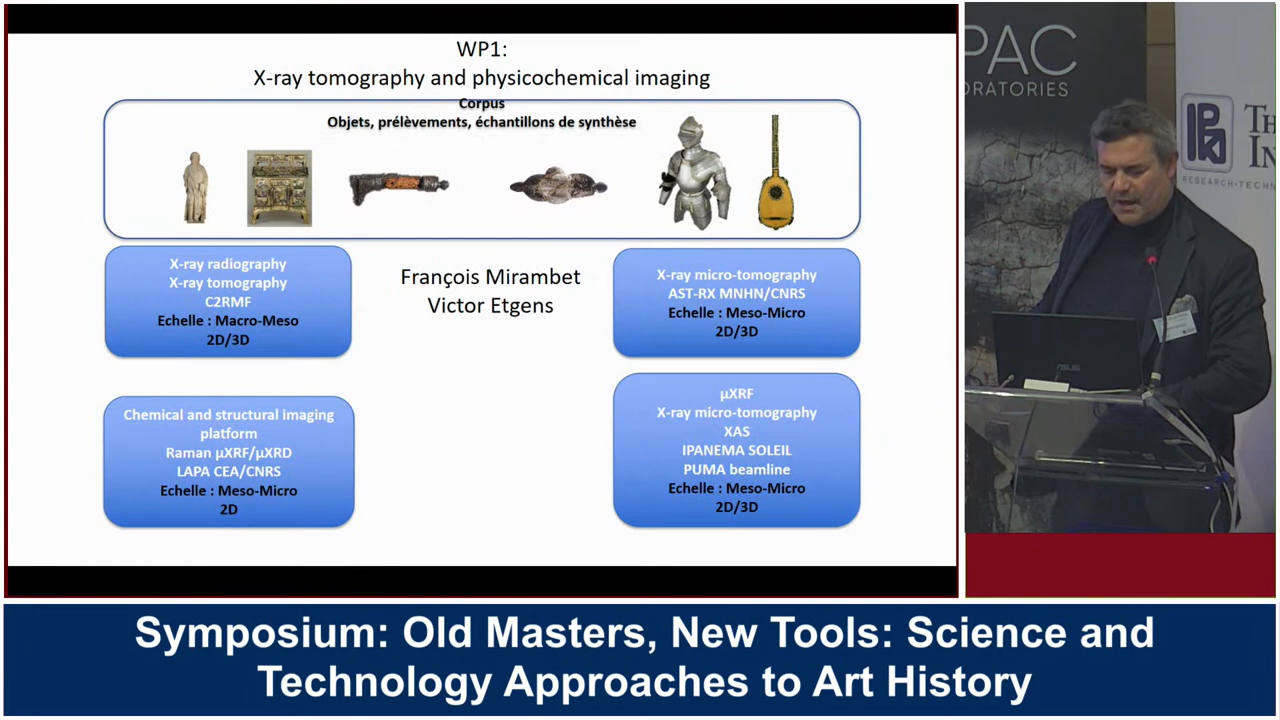 WP1:
X-ray tomography and physicochemical imaging
Corpus
Objets, prélèvements, échantillons de synthèse
X-ray radiography
X-ray tomography
C2RMF
Echelle : Macro-Meso
2D/3D
François Mirambet
Victor Etgens
X-ray micro-tomography
AST-RX MNHN/CNRS
Echelle : Meso-Micro
2D/3D
Chemical and structural imaging
platform
Raman µXRF/µXRD
LAPA CEA/CNRS
Echelle : Meso-Micro
2D
µXRF
X-ray micro-tomography
XAS
IPANEMA SOLEIL
PUMA beamline
Echelle : Meso-Micro
2D/3D
PAC
ORATORIES
TH
IN
RESEARCH•TECHN
ASUS
Symposium: Old Masters, New Tools: Science and
Technology Approaches to Art History